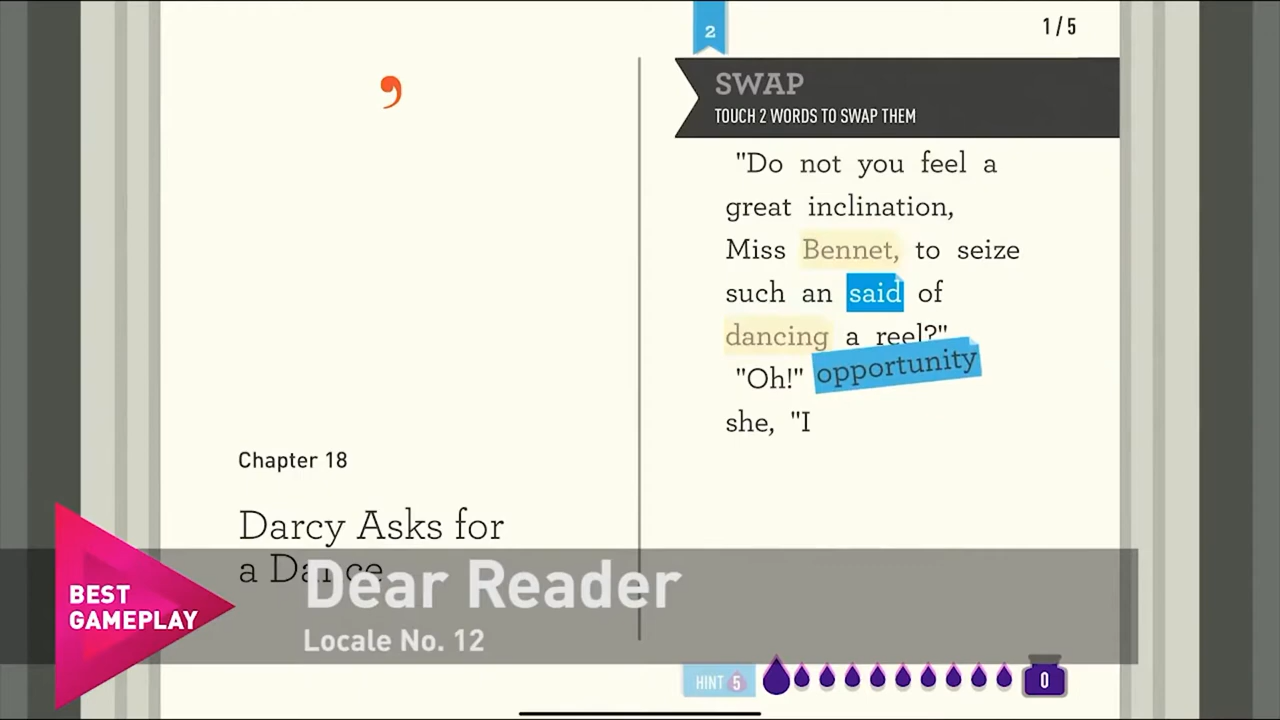 ,
Chapter 18
Darcy Asks for
a Dance
2
1 / 5
SWAP
TOUCH 2 WORDS TO SWAP THEM
"Do not you feel a
great inclination,
Miss Bennet, to seize
such an said of
dancing a reel?"
"Oh!" opportunity
she, "I
BEST
GAMEPLAY
Dear Reader
Locale No. 12
HINT 5
0